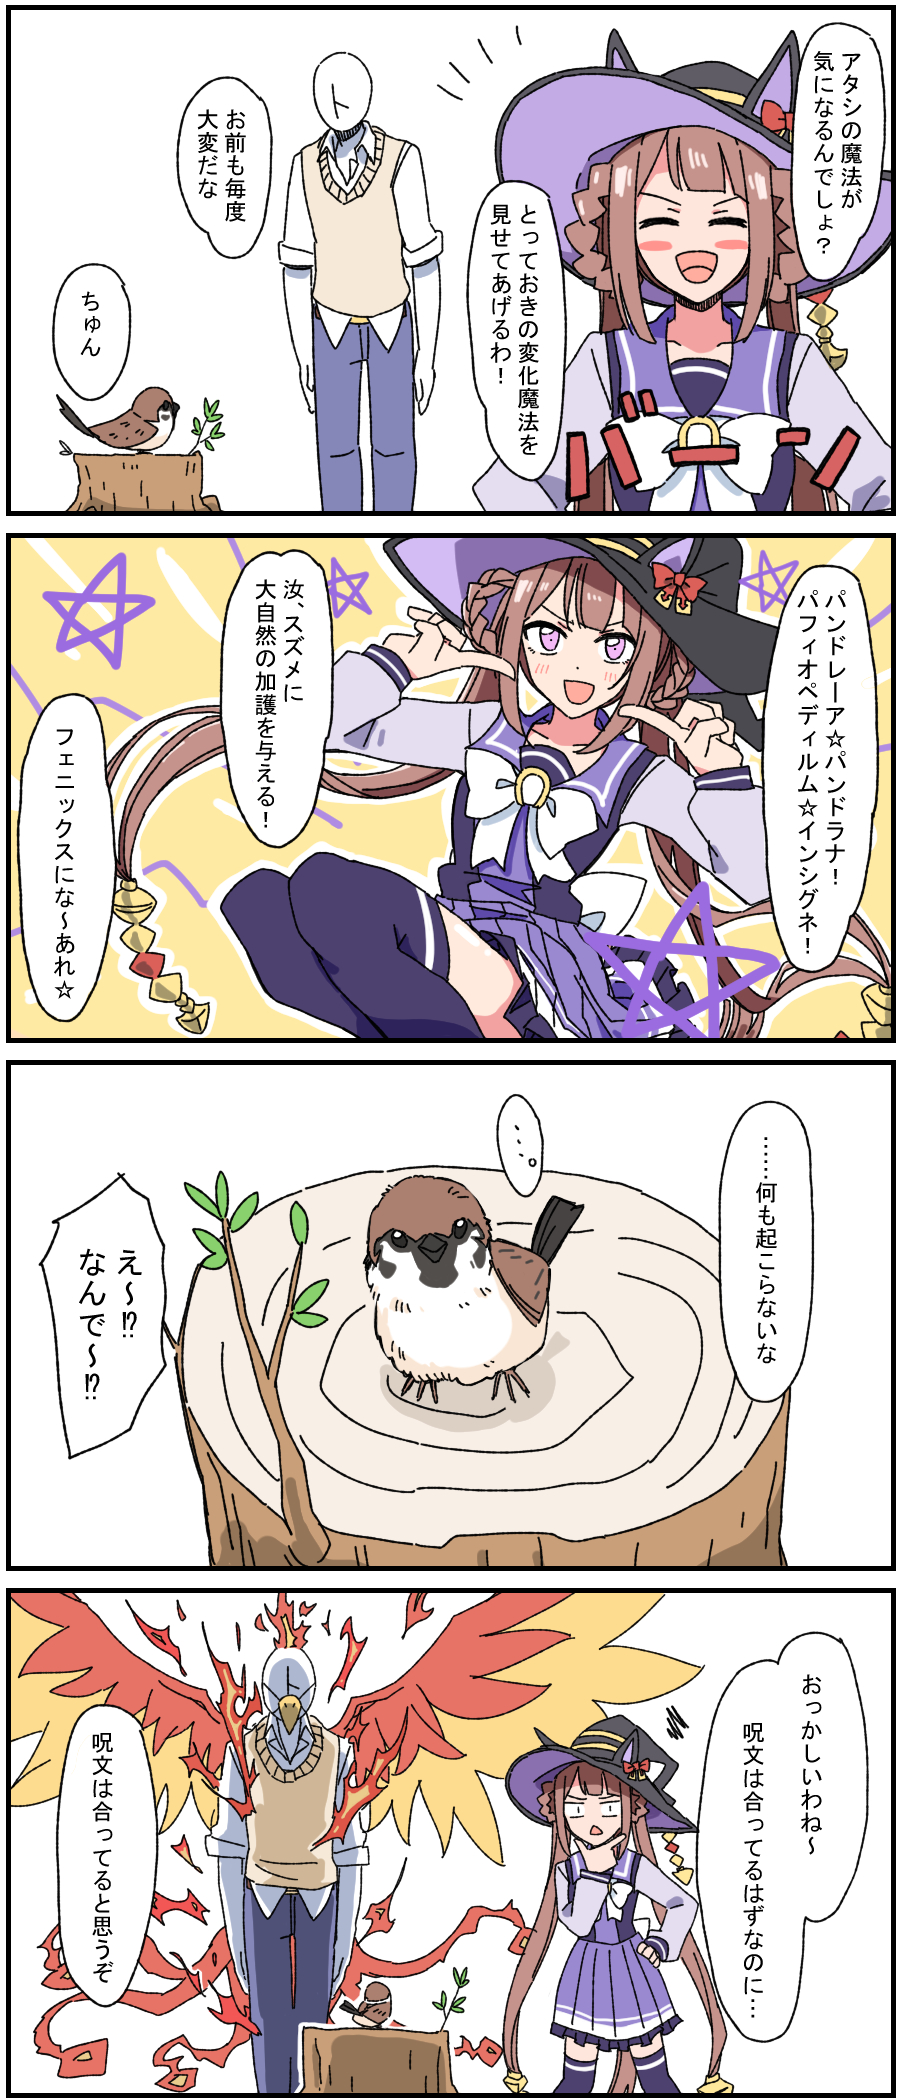 アタシの魔法が
気になるんでしょ？
とっておきの変化魔法を
見せてあげるわ！
バーン
お前も毎度
大変だな
ちゅん
パンドレーア☆パンドラナ！
パフィオペディルム☆インシグネ！
汝、スズメに
大自然の加護を与える！
フェニックスにな〜あれ☆
……何も起こらないな
…。
え〜⁉
なんで〜⁉
おっかしいわね〜
呪文は合ってるはずなのに…
呪文は合ってると思うぞ